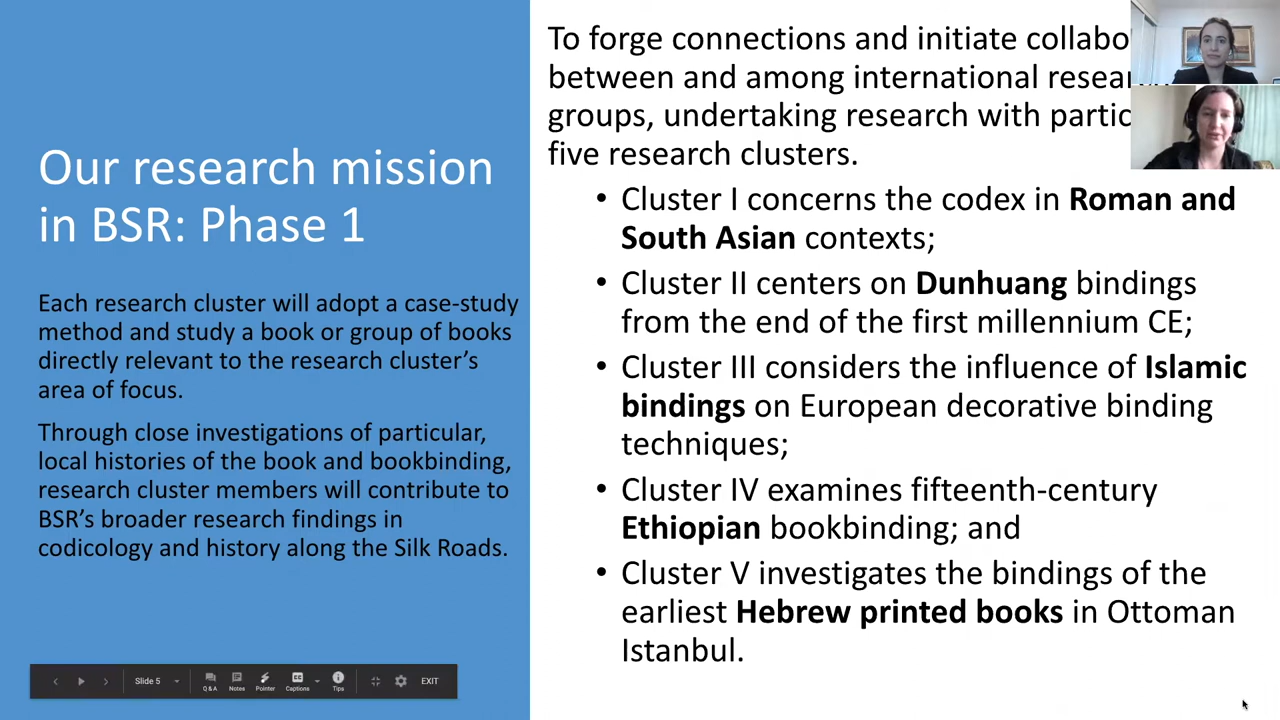 Our research mission
in BSR: Phase 1
Each research cluster will adopt a case-study
method and study a book or group of books
directly relevant to the research cluster's
area of focus.
Through close investigations of particular,
local histories of the book and bookbinding,
research cluster members will contribute to
BSR's broader research findings in
codicology and history along the Silk Roads.
To forge connections and initiate
between and among international
groups, undertaking research with
five research clusters.
• Cluster I concerns the codex in Roman and
South Asian contexts;
• Cluster II centers on Dunhuang bindings
from the end of the first millennium CE;
• Cluster III considers the influence of Islamic
bindings on European decorative binding
techniques;
• Cluster IV examines fifteenth-century
Ethiopian bookbinding; and
• Cluster V investigates the bindings of the
earliest Hebrew printed books in Ottoman
Istanbul.
Slide 5
Q&A Notes Pointer Captions Tips EXIT